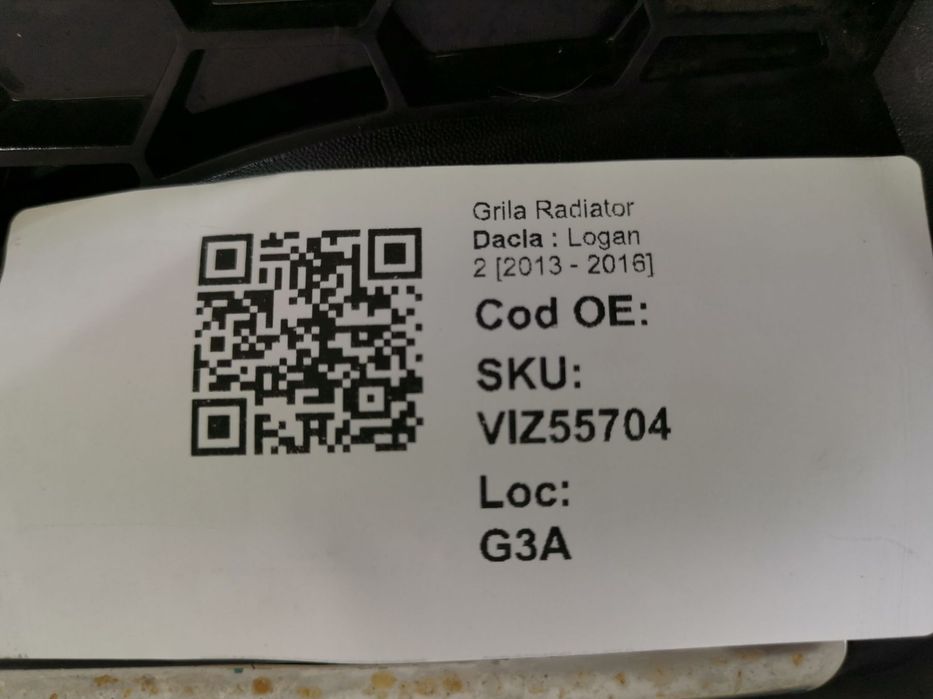 Grila Radiator
Dacia : Logan
2 [2013 - 2016]
Cod OE:
SKU:
VIZ55704
Loc:
G3A